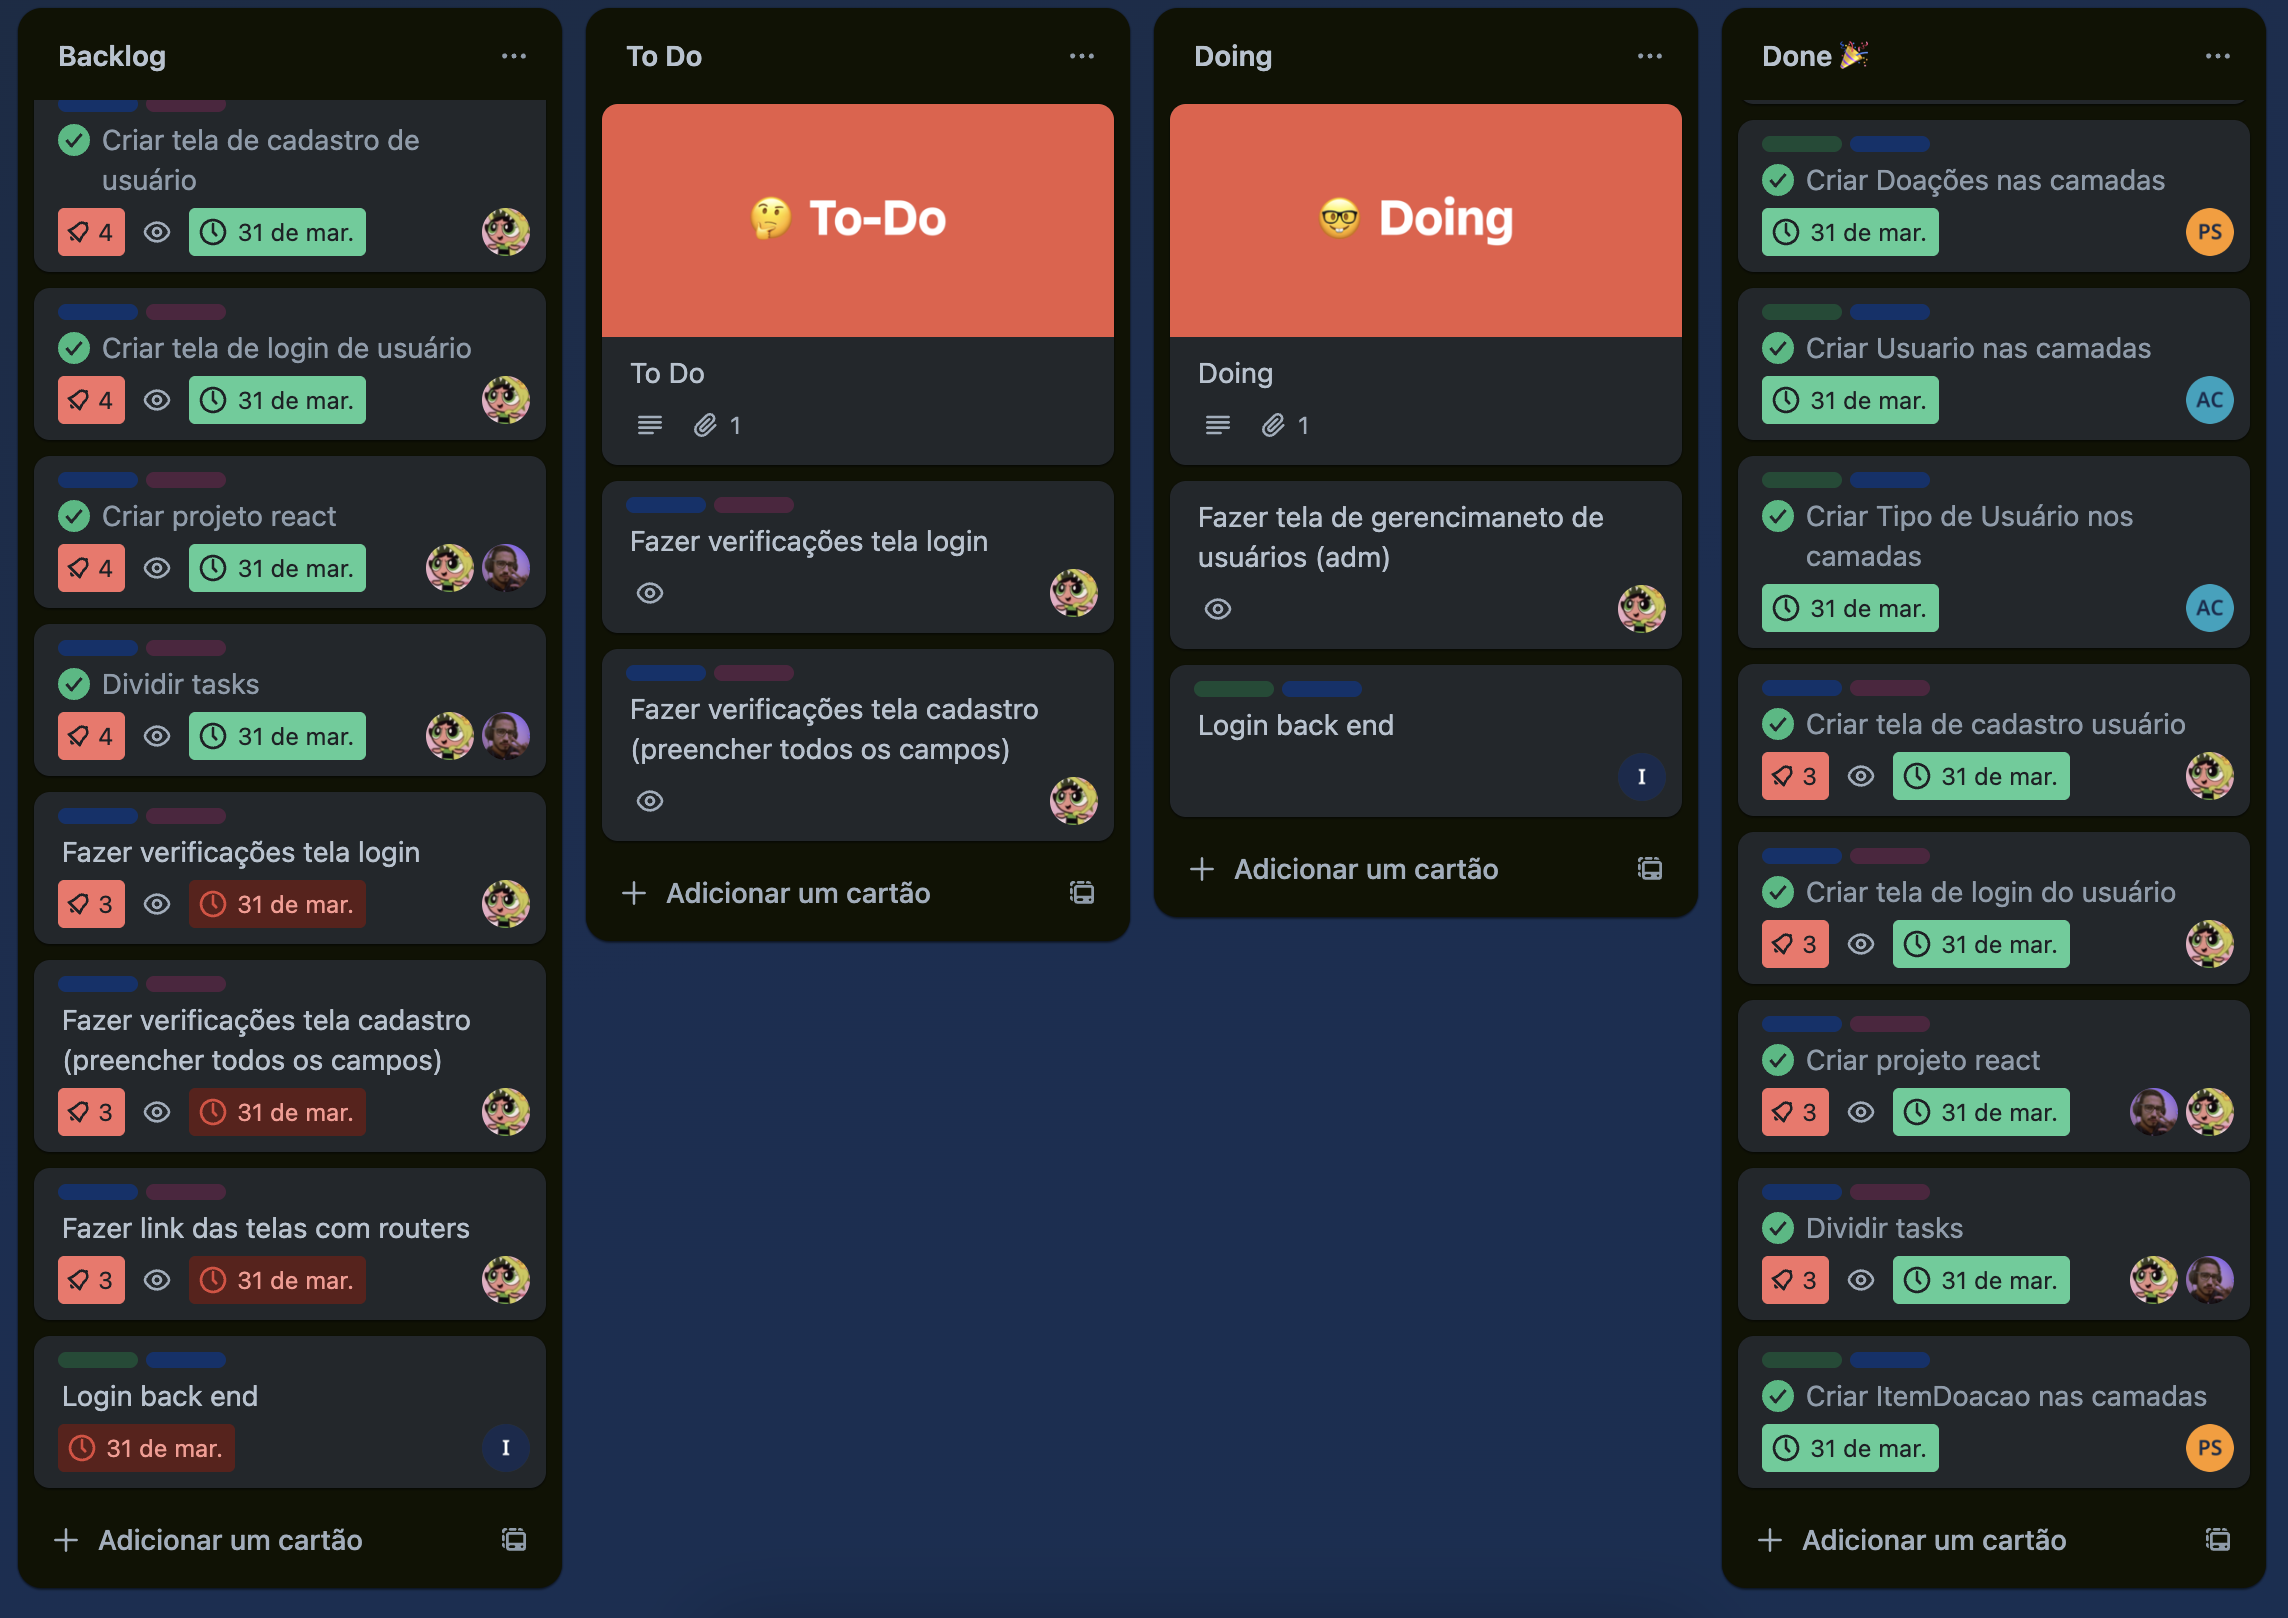 Backlog
Criar tela de cadastro de
usuário
4
31 de mar.
Criar tela de login de usuário
4
31 de mar.
Criar projeto react
4
31 de mar.
Dividir tasks
4
31 de mar.
Fazer verificações tela login
3
31 de mar.
Fazer verificações tela cadastro
(preencher todos os campos)
3
31 de mar.
Fazer link das telas com routers
3
31 de mar.
Login back end
31 de mar.
I
Adicionar um cartão
To Do
🤔 To-Do
To Do
1
Fazer verificações tela login
Fazer verificações tela cadastro
(preencher todos os campos)
Adicionar um cartão
Doing
🤓 Doing
Doing
1
Fazer tela de gerencimaneto de
usuários (adm)
Login back end
I
Adicionar um cartão
Done 🎉
Criar Doações nas camadas
31 de mar.
PS
Criar Usuario nas camadas
31 de mar.
AC
Criar Tipo de Usuário nos
camadas
31 de mar.
AC
Criar tela de cadastro usuário
3
31 de mar.
Criar tela de login do usuário
3
31 de mar.
Criar projeto react
3
31 de mar.
Dividir tasks
3
31 de mar.
Criar ItemDoacao nas camadas
31 de mar.
PS
Adicionar um cartão